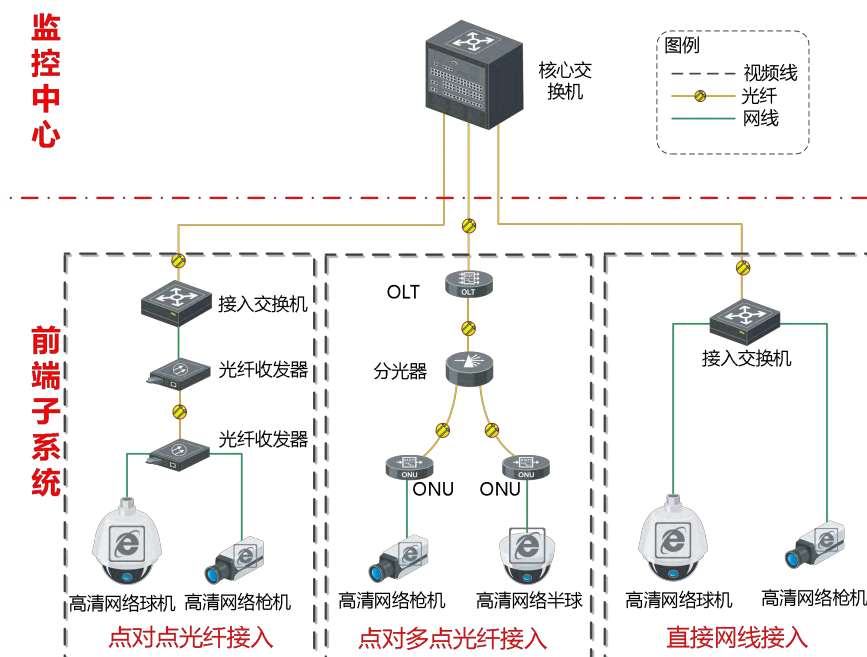 监控中心
核心交
换机
图例
视频线
光纤
网线
前端子系统
接入交换机
光纤收发器
光纤收发器
高清网络球机
高清网络枪机
点对点光纤接入
OLT
OLT
分光器
ONU
ONU
ONU
ONU
高清网络枪机
高清网络半球
点对多点光纤接入
接入交换机
高清网络球机
高清网络枪机
直接网线接入